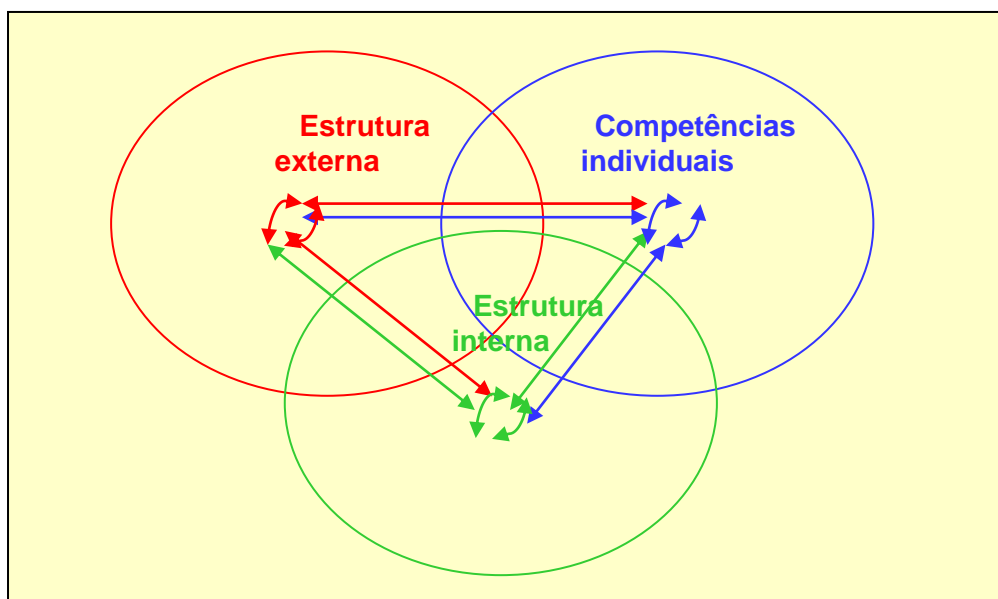 Estrutura
externa
Competências
individuais
Estrutura
interna